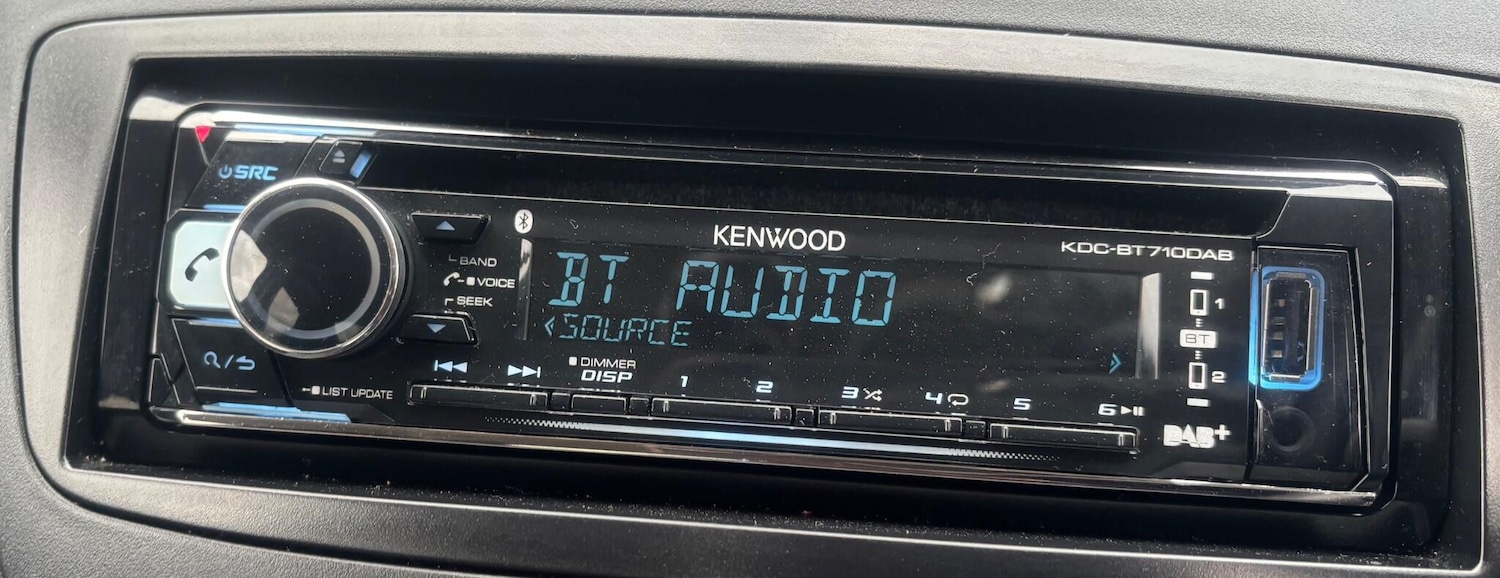 SRC
KENWOOD
KDC-BT710DAB
BAND
VOICE
SEEK
BT AUDIO
SOURCE
1
BT
2
LIST UPDATE
DIMMER
DISP
1
2
3
4
5
6
DAB+